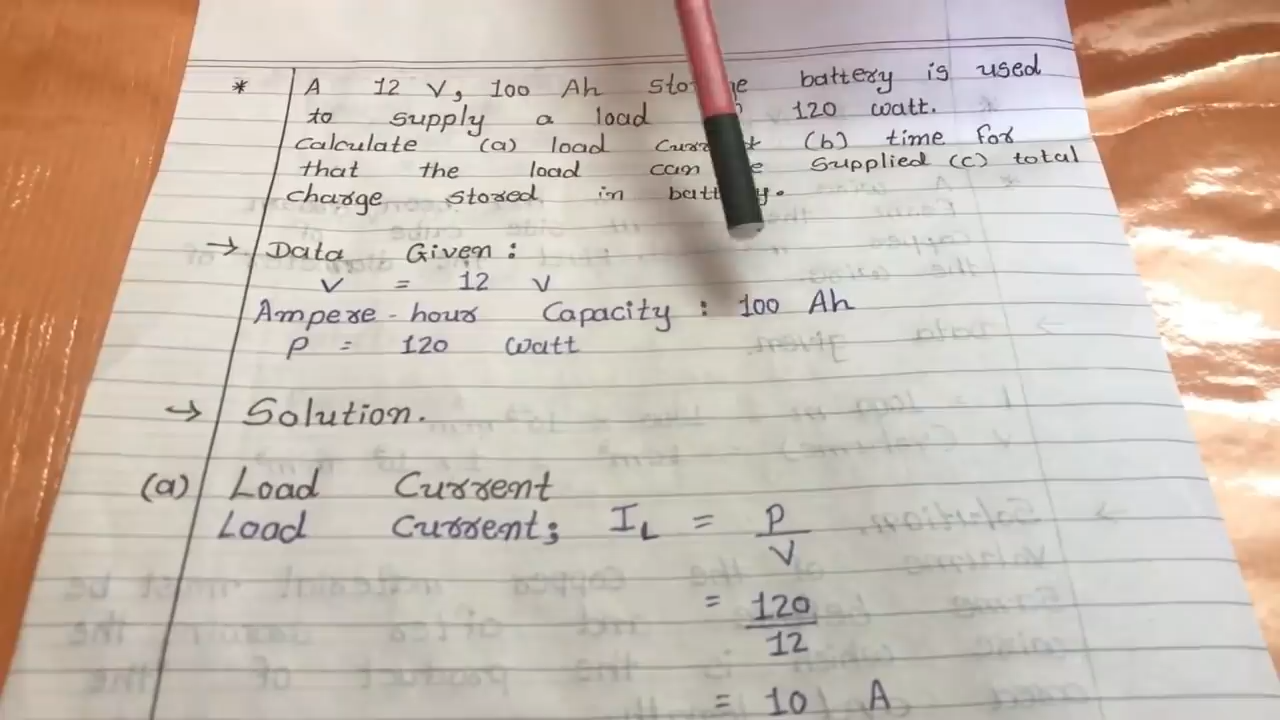 * A 12 V, 100 Ah battery is used
to supply a load 120 watt.
Calculate (a) load (b) time for
that the load can supplied (c) total
charge stored in battery.
→ Data Given :
V = 12 V
Ampere - hour Capacity : 100 Ah
P = 120 watt
→ Solution.
(a) Load Current
Load Current; I_L = P/V
= 120/12
= 10 A